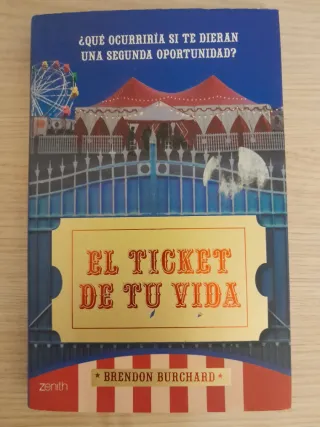 ¿QUÉ OCURRIRÍA SI TE DIERAN
UNA SEGUNDA OPORTUNIDAD?
EL TICKET
DE TU VIDA
BRENDON BURCHARD
zenith